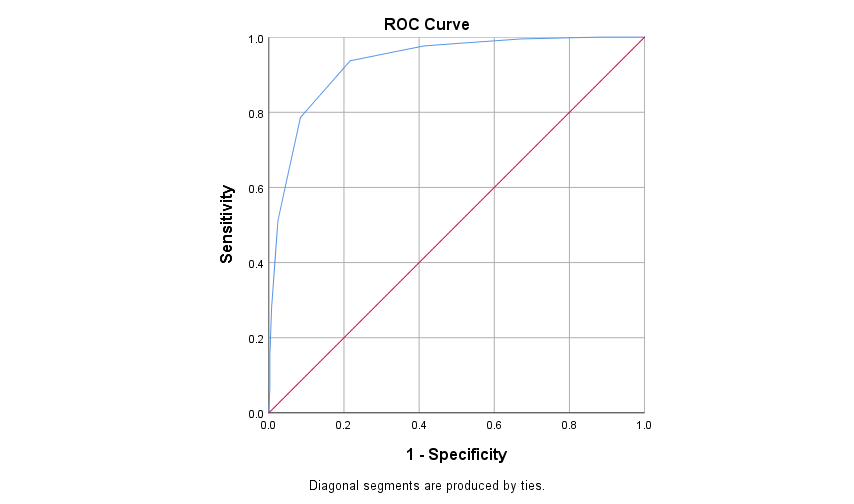 ROC Curve
1.0
0.8
0.6
0.4
0.2
0.0
Sensitivity
0.0 0.2 0.4 0.6 0.8 1.0
1 - Specificity
Diagonal segments are produced by ties.